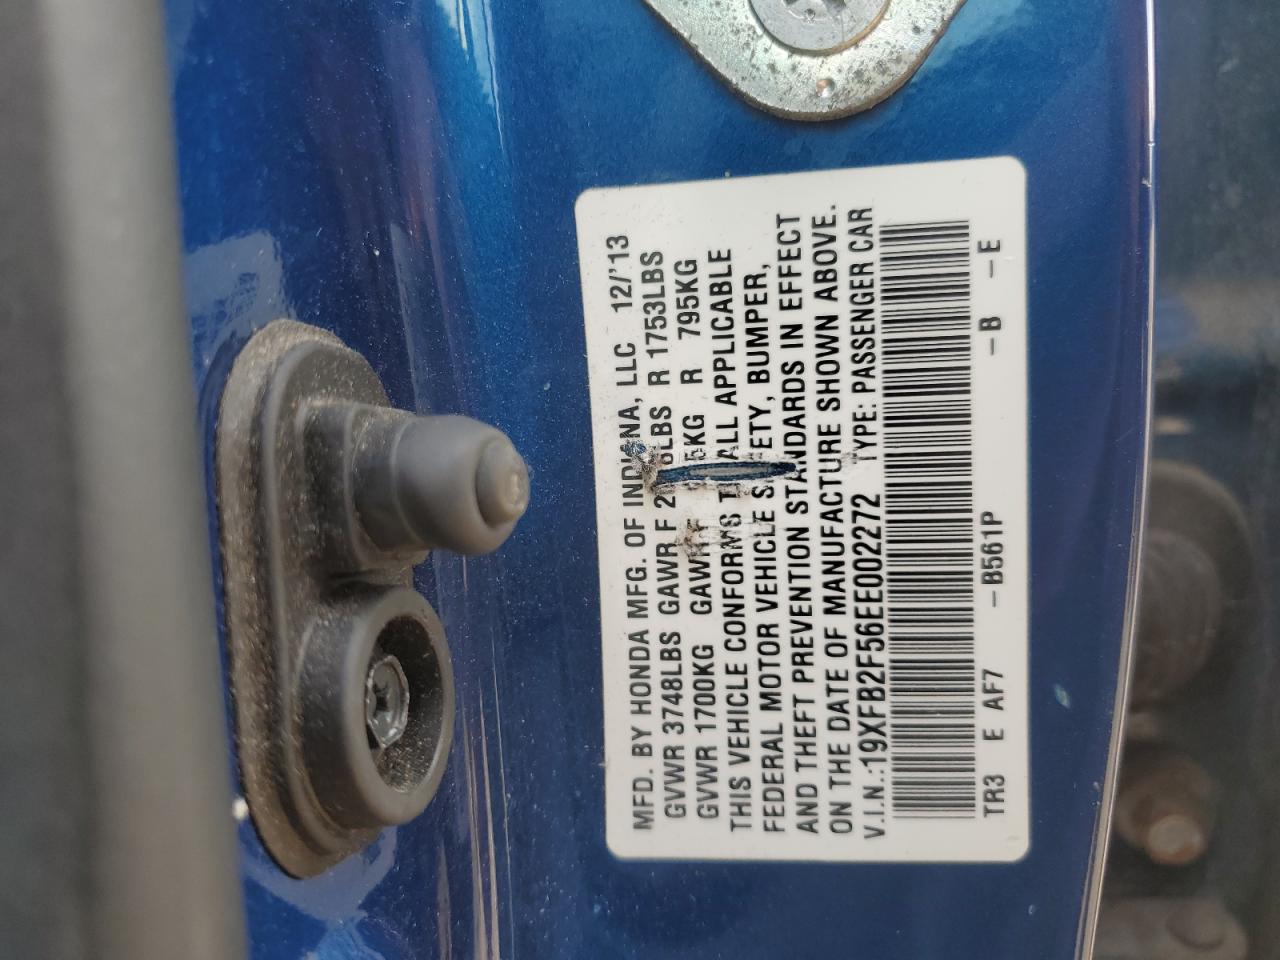 MFD. BY HONDA MFG. OF INDIANA, LLC 12/'13
GVWR 3748LBS GAWR F LBS R 1753LBS
GVWR 1700KG GAWR F KG R 795KG
THIS VEHICLE CONFORMS TO ALL APPLICABLE
FEDERAL MOTOR VEHICLE SAFETY, BUMPER,
AND THEFT PREVENTION STANDARDS IN EFFECT
ON THE DATE OF MANUFACTURE SHOWN ABOVE.
V.I.N.:19XFB2F56EE002272 TYPE: PASSENGER CAR
TR3 E AF7 -B561P -B -E